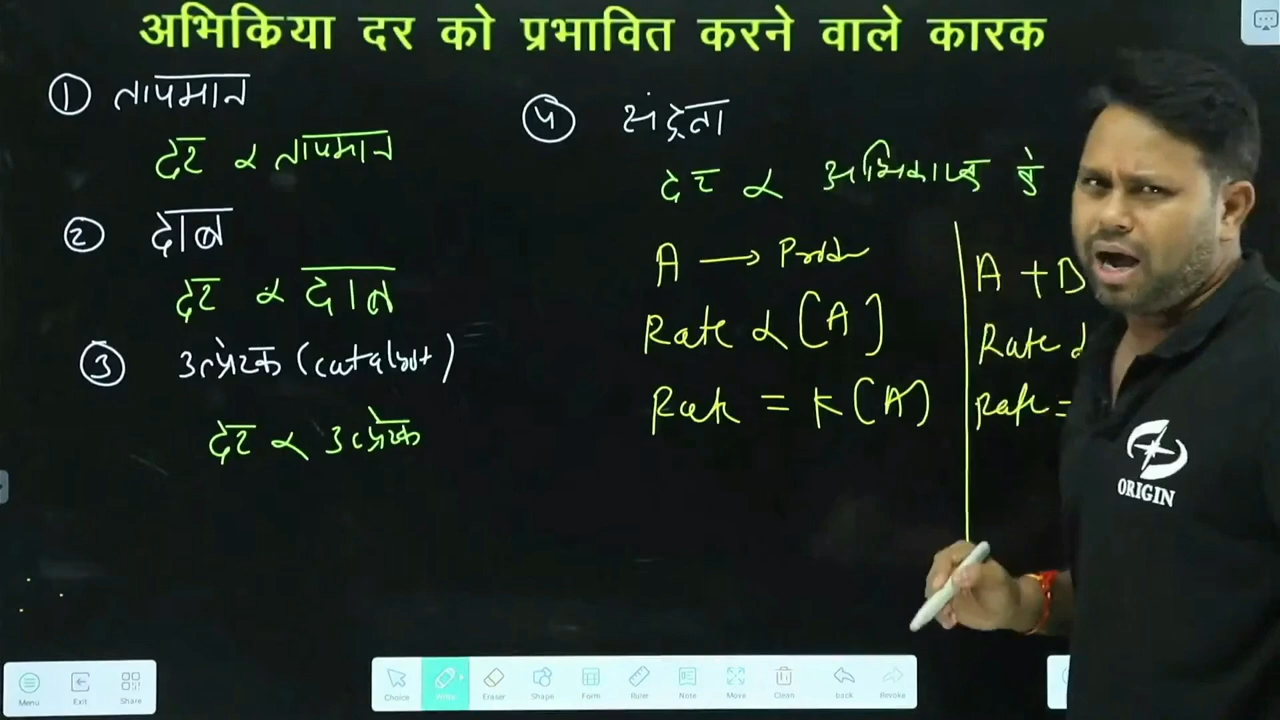 अभिकिया दर को प्रभावित करने वाले कारक
① तापमान
दर ∝ तापमान
② दाब
दर ∝ दाब
③ उत्प्रेरक (catalyst)
दर ∝ उत्प्रेरक
④ सांद्रता
दर ∝ अभिकारक के
A → Produ
Rate ∝ [A]
Rate = K[A]
A + B
Rate ∝
Rate =
ORIGIN
Menu Exit Share
Choice Write Eraser Shape Form Ruler Note Move Clean back Revoke